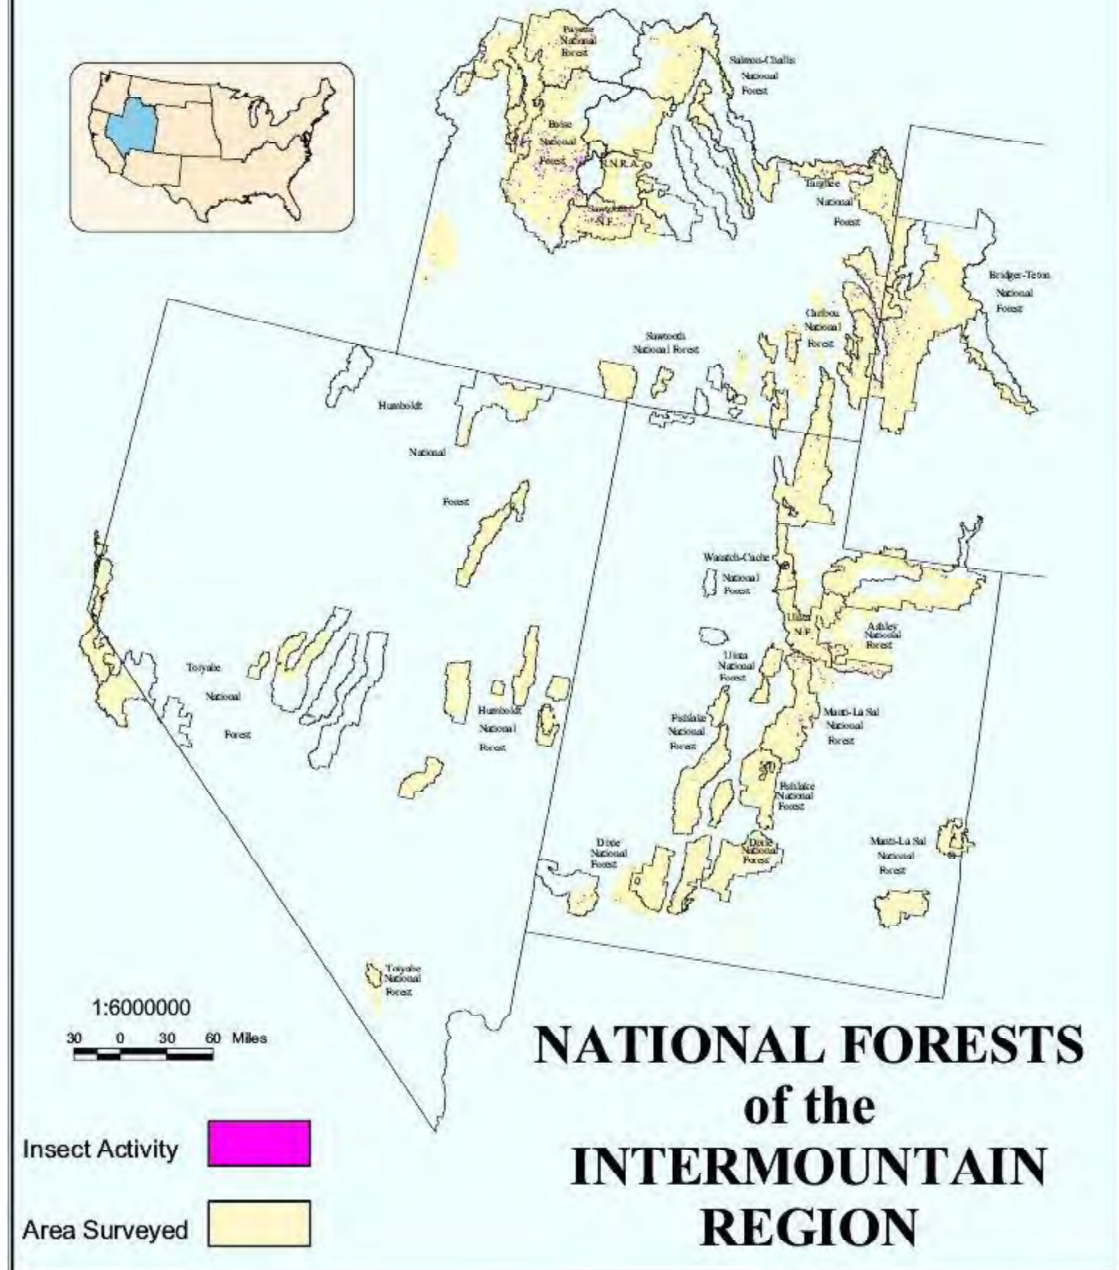 Payette
National
Forest
Salmon-Challis
National
Forest
Boise
National
Forest
S.N.R.A.
Sawtooth
N.F.
Targhee
National
Forest
Bridger-Teton
National
Forest
Caribou
National
Forest
Sawtooth
National Forest
Humboldt
National
Forest
Wasatch-Cache
National
Forest
Uinta
N.F.
Ashley
National
Forest
Uinta
National
Forest
Toiyabe
National
Forest
Humboldt
National
Forest
Fishlake
National
Forest
Manti-La Sal
National
Forest
Fishlake
National
Forest
Dixie
National
Forest
Dixie
National
Forest
Manti-La Sal
National
Forest
Toiyabe
National
Forest
1:6000000
30 0 30 60 Miles
NATIONAL FORESTS
of the
INTERMOUNTAIN
REGION
Insect Activity
Area Surveyed